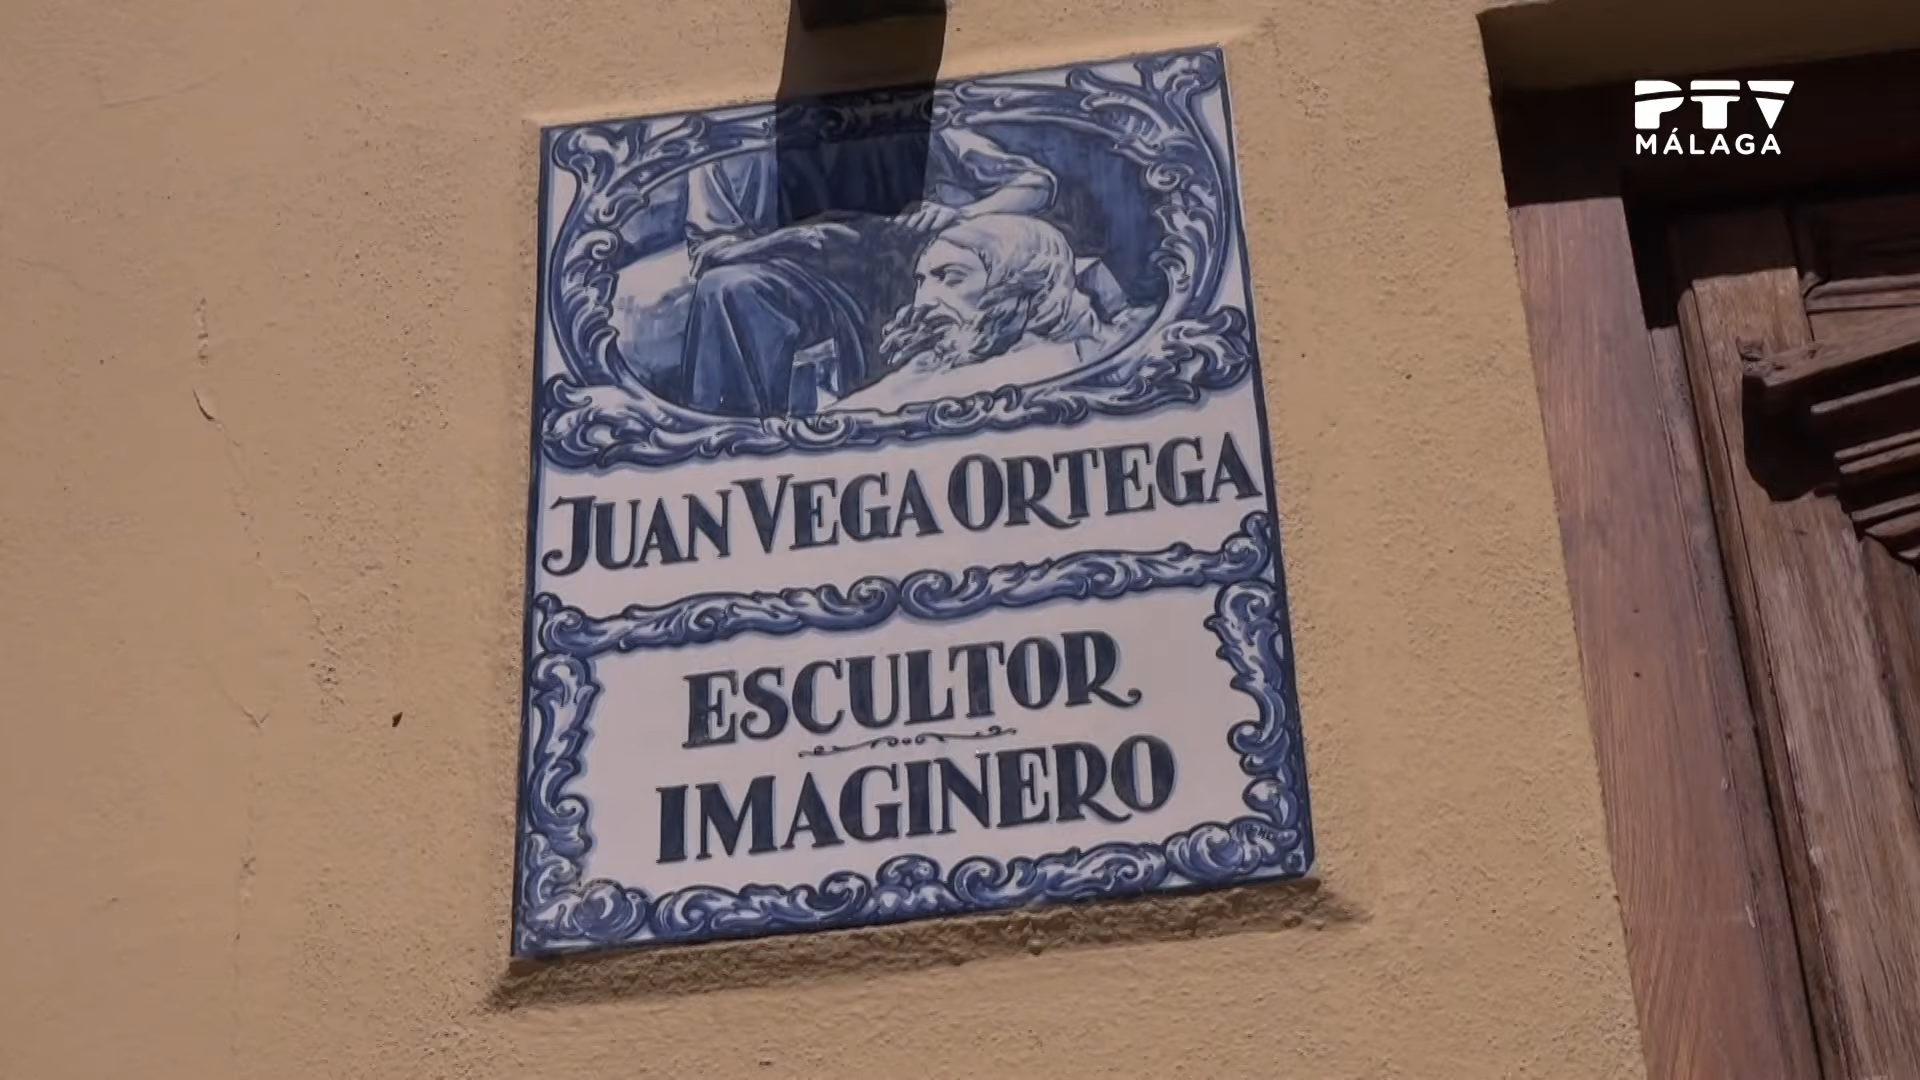 PTV
MÁLAGA
JUAN VEGA ORTEGA
ESCULTOR
IMAGINERO